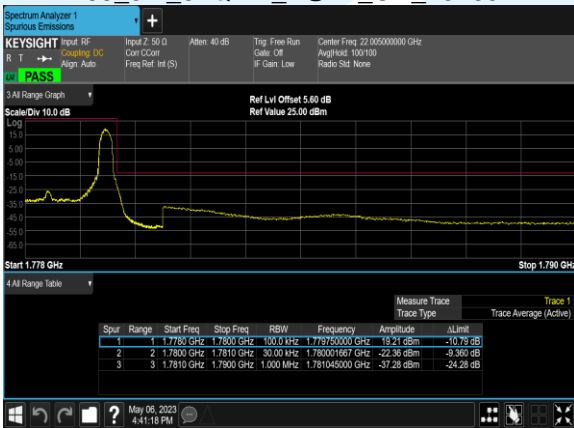 Spectrum Analyzer 1
Spurious Emissions
KEYSIGHT Input: RF Input Z: 50 Ω Atten: 40 dB Trig: Free Run Center Freq: 22.005000000 GHz
R T Coupling: DC Corr CCorr Gate: Off Avg|Hold: 100/100
Align: Auto Freq Ref: Int (S) IF Gain: Low Radio Std: None
PASS
3 All Range Graph
Ref Lvl Offset 5.60 dB
Scale/Div 10.0 dB Ref Value 25.00 dBm
Log
15.0
5.00
-5.00
-15.0
-25.0
-35.0
-45.0
-55.0
-65.0
Start 1.778 GHz Stop 1.790 GHz
4 All Range Table
Measure Trace Trace 1
Trace Type Trace Average (Active)
Spur Range Start Freq Stop Freq RBW Frequency Amplitude ΔLimit
1 1 1.7780 GHz 1.7800 GHz 100.0 kHz 1.779750000 GHz 19.21 dBm -10.79 dB
2 2 1.7800 GHz 1.7810 GHz 30.00 kHz 1.780001667 GHz -22.36 dBm -9.360 dB
3 3 1.7810 GHz 1.7900 GHz 1.000 MHz 1.781045000 GHz -37.28 dBm -24.28 dB
? May 06, 2023
4:41:18 PM